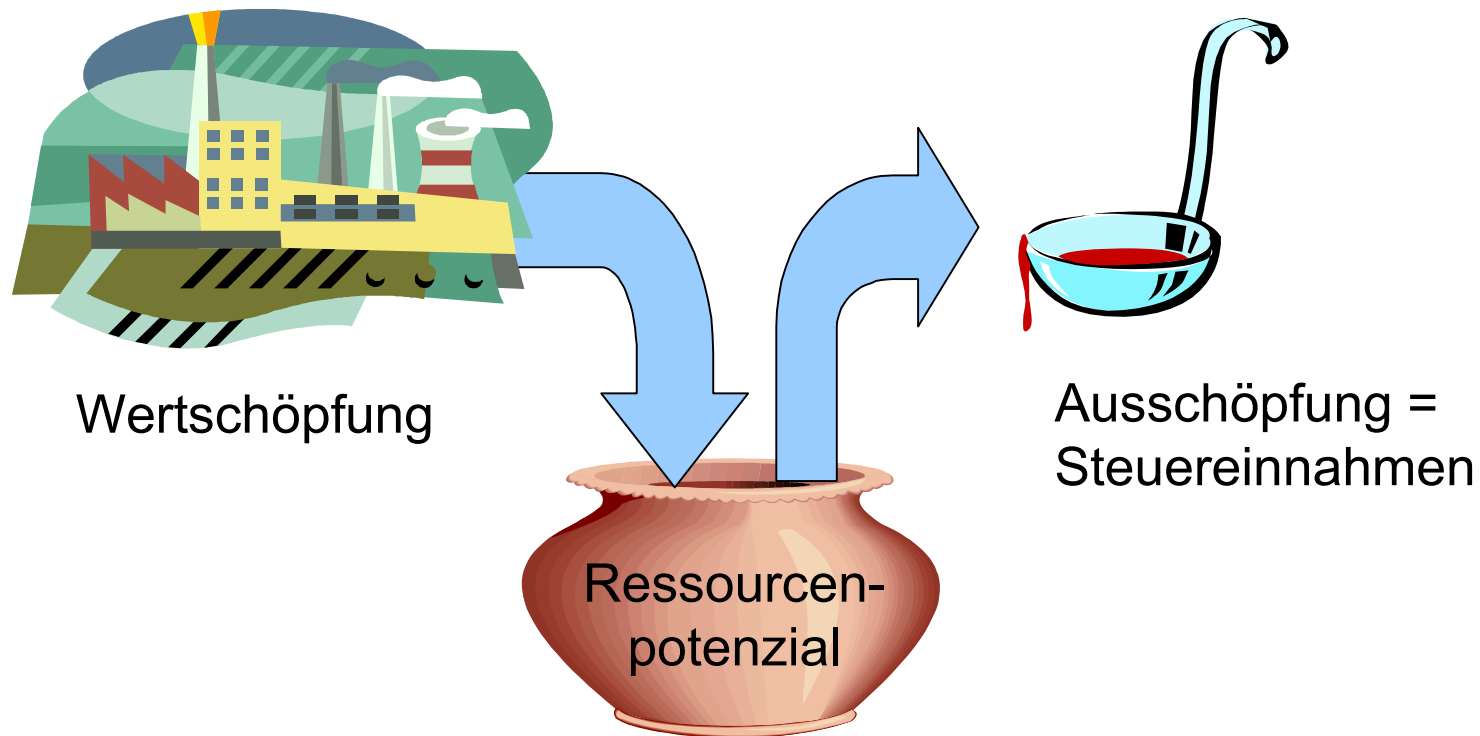 Wertschöpfung
Ausschöpfung =
Steuereinnahmen
Ressourcen-
potenzial